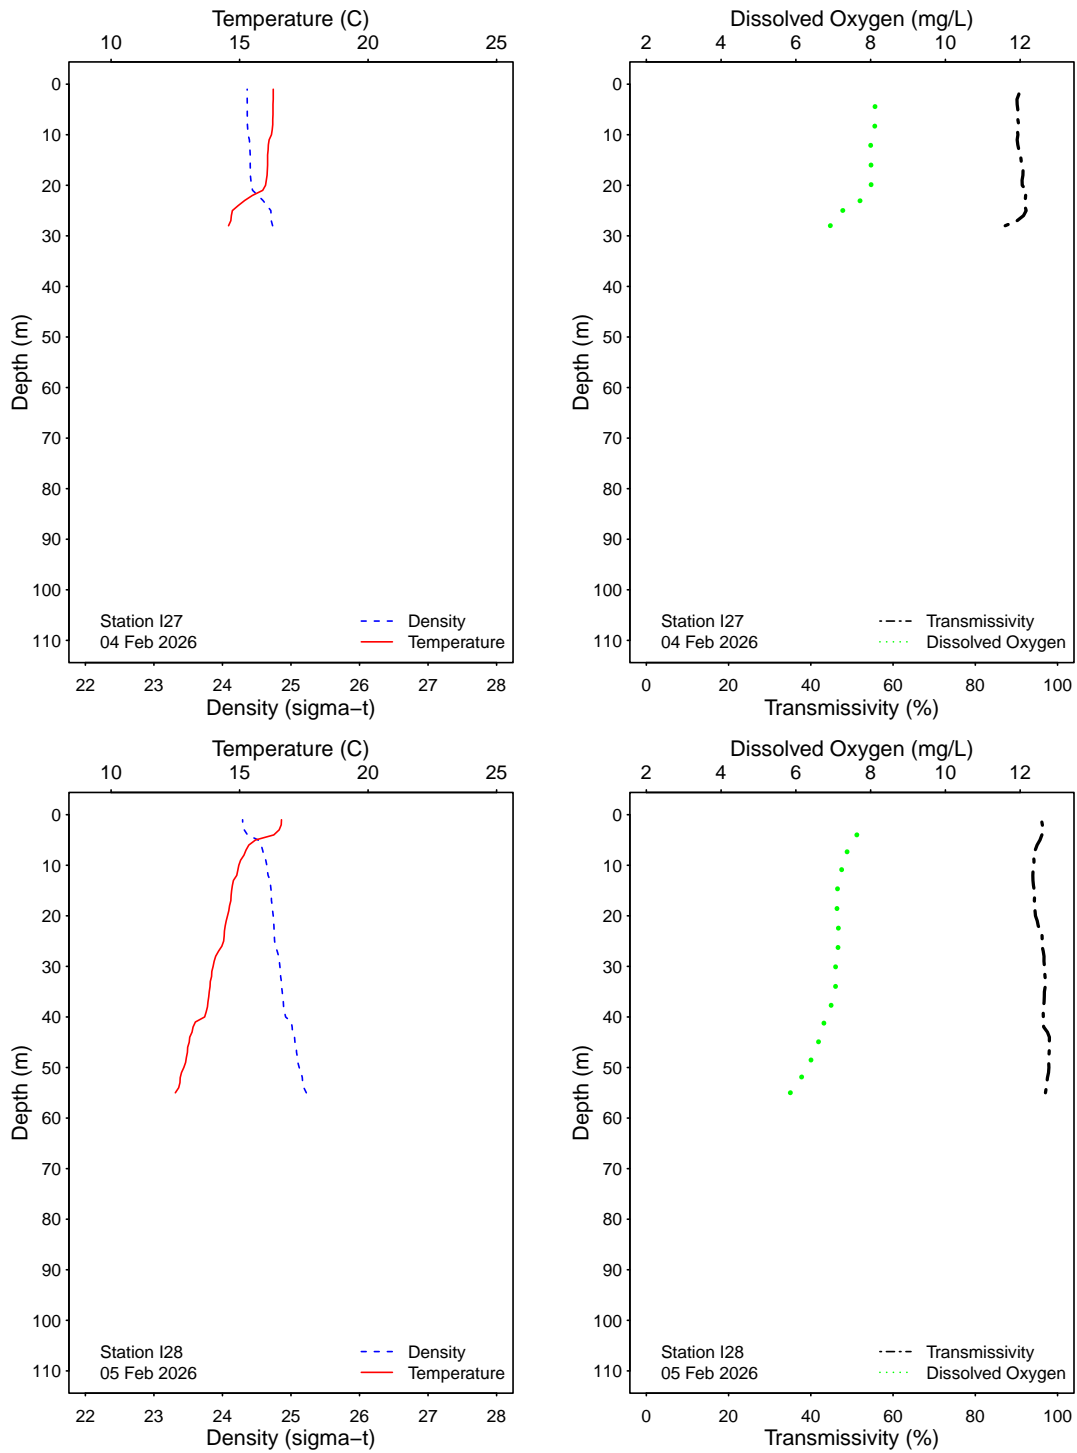 Temperature (C)
10 15 20 25
0
10
20
30
40
50
60
70
80
90
100
110
Depth (m)
Station I27
04 Feb 2026
Density
Temperature
22 23 24 25 26 27 28
Density (sigma−t)
Dissolved Oxygen (mg/L)
2 4 6 8 10 12
0
10
20
30
40
50
60
70
80
90
100
110
Depth (m)
Station I27
04 Feb 2026
Transmissivity
Dissolved Oxygen
0 20 40 60 80 100
Transmissivity (%)
Temperature (C)
10 15 20 25
0
10
20
30
40
50
60
70
80
90
100
110
Depth (m)
Station I28
05 Feb 2026
Density
Temperature
22 23 24 25 26 27 28
Density (sigma−t)
Dissolved Oxygen (mg/L)
2 4 6 8 10 12
0
10
20
30
40
50
60
70
80
90
100
110
Depth (m)
Station I28
05 Feb 2026
Transmissivity
Dissolved Oxygen
0 20 40 60 80 100
Transmissivity (%)